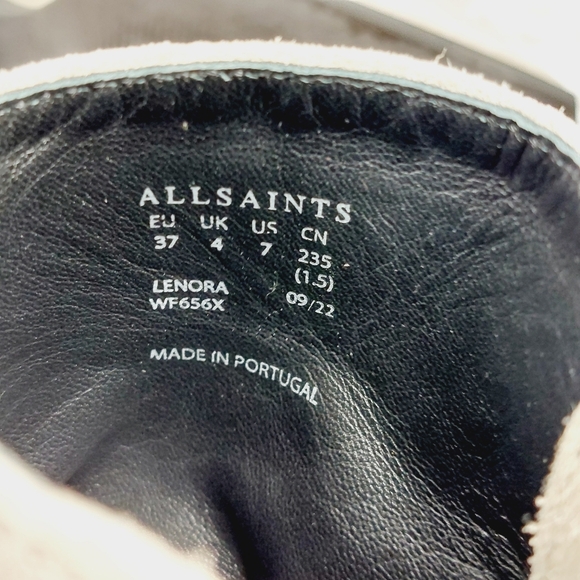 ALLSAINTS
EU UK US CN
37 4 7 235
(1.5)
LENORA
WF656X 09/22
MADE IN PORTUGAL